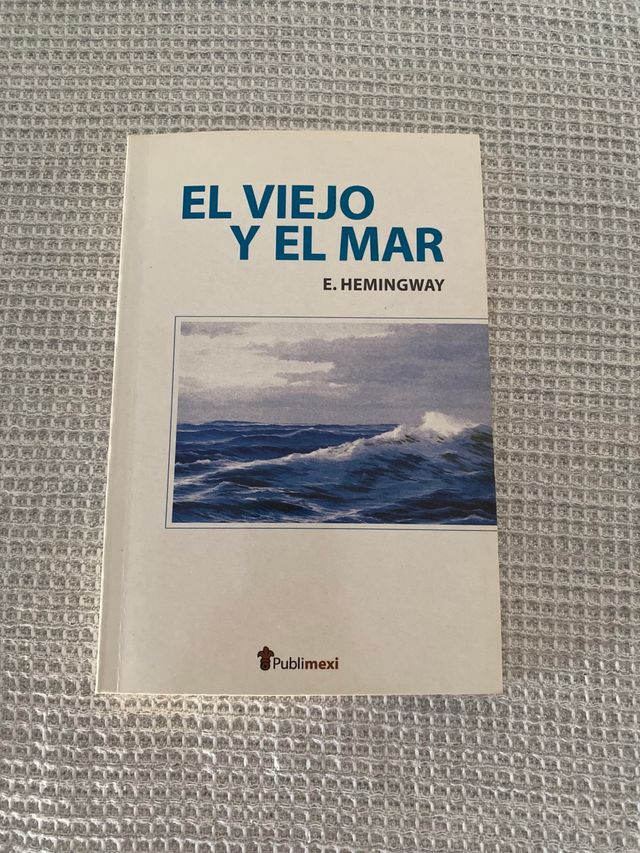 EL VIEJO
Y EL MAR
E. HEMINGWAY
Publimexi